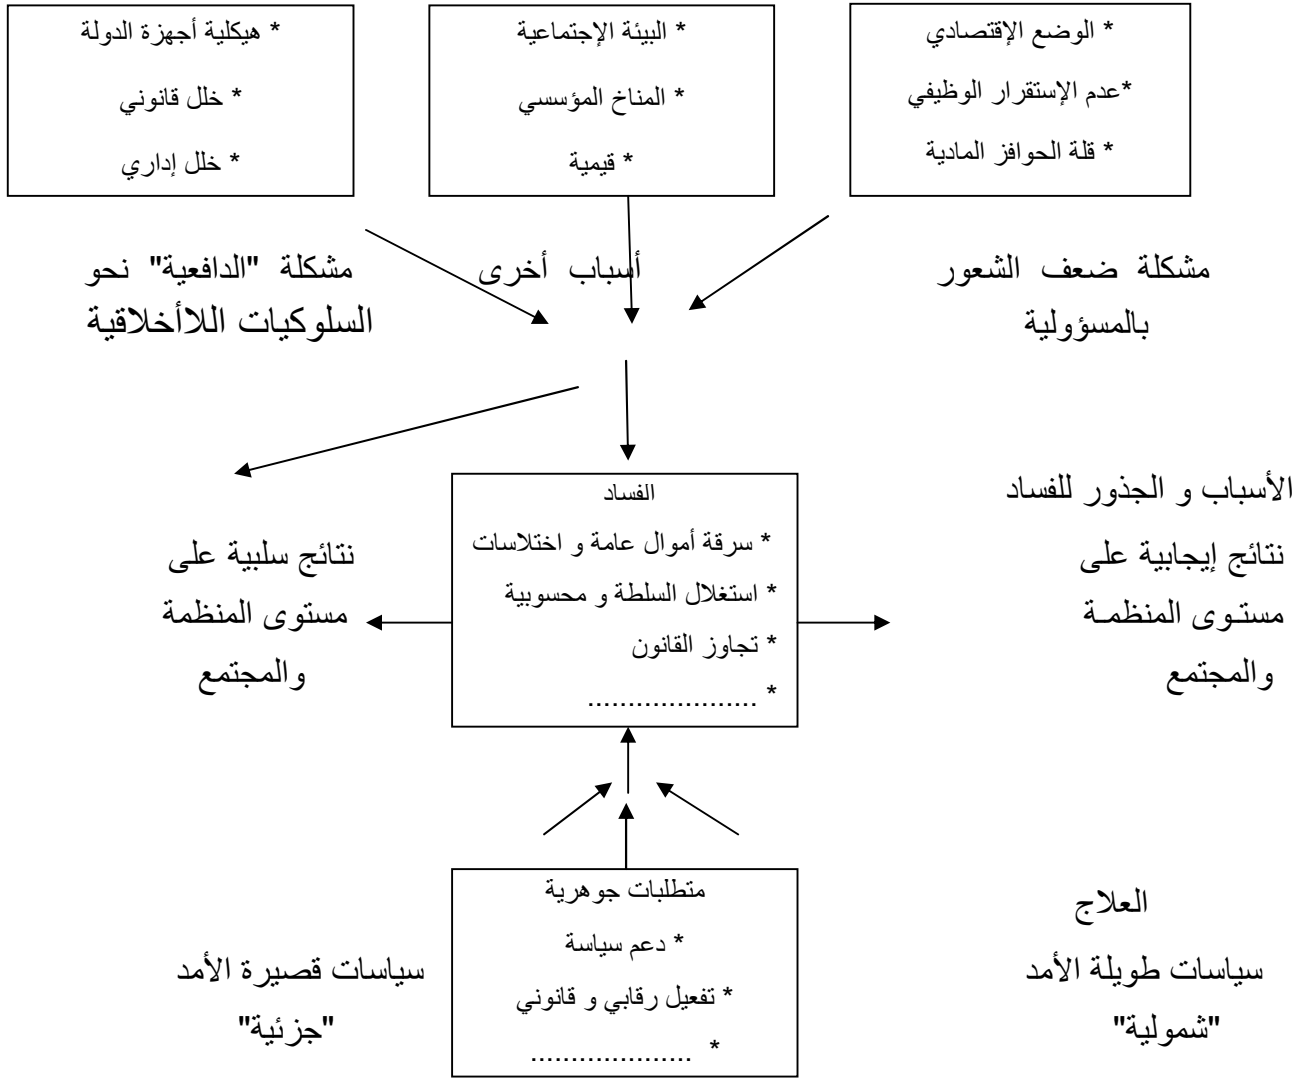 * الوضع الإقتصادي
*عدم الإستقرار الوظيفي
* قلة الحوافز المادية
* البيئة الإجتماعية
* المناخ المؤسسي
* قيمية
* هيكلية أجهزة الدولة
* خلل قانوني
* خلل إداري
مشكلة ضعف الشعور
بالمسؤولية
أسباب أخرى
مشكلة "الدافعية" نحو
السلوكيات اللاأخلاقية
الأسباب و الجذور للفساد
نتائج إيجابية على
مستوى المنظمة
والمجتمع
الفساد
* سرقة أموال عامة و اختلاسات
* استغلال السلطة و محسوبية
* تجاوز القانون
* .....................
نتائج سلبية على
مستوى المنظمة
والمجتمع
العلاج
سياسات طويلة الأمد
"شمولية"
متطلبات جوهرية
* دعم سياسة
* تفعيل رقابي و قانوني
* ....................
سياسات قصيرة الأمد
"جزئية"